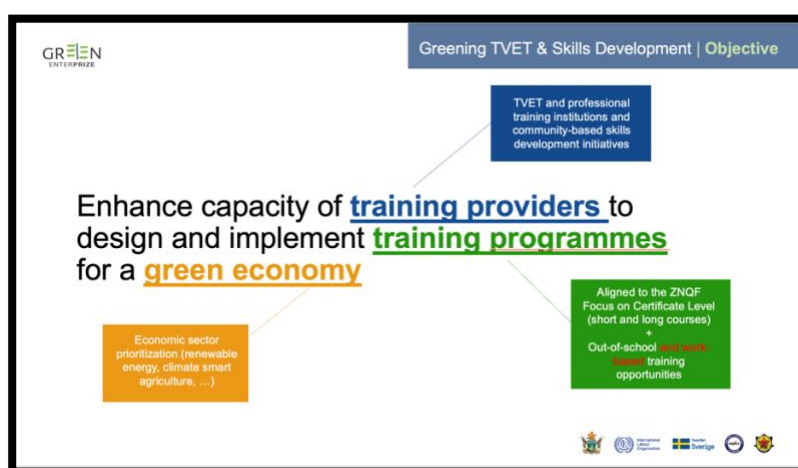 GREEN
ENTERPRIZE
Greening TVET & Skills Development | Objective
TVET and professional
training institutions and
community-based skills
development initiatives
Enhance capacity of training providers to
design and implement training programmes
for a green economy
Economic sector
prioritization (renewable
energy, climate smart
agriculture, ...)
Aligned to the ZNQF
Focus on Certificate Level
(short and long courses)
+
Out-of-school and work-
based training
opportunities
International
Labour
Organization
Sweden
Sverige